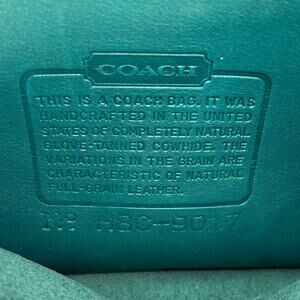 COACH
THIS IS A COACH BAG. IT WAS
HANDCRAFTED IN THE UNITED
STATES OF COMPLETELY NATURAL
GLOVE-TANNED COWHIDE. THE
VARIATIONS IN THE GRAIN ARE
CHARACTERISTIC OF NATURAL
FULL-GRAIN LEATHER.
Nº A8C-9017